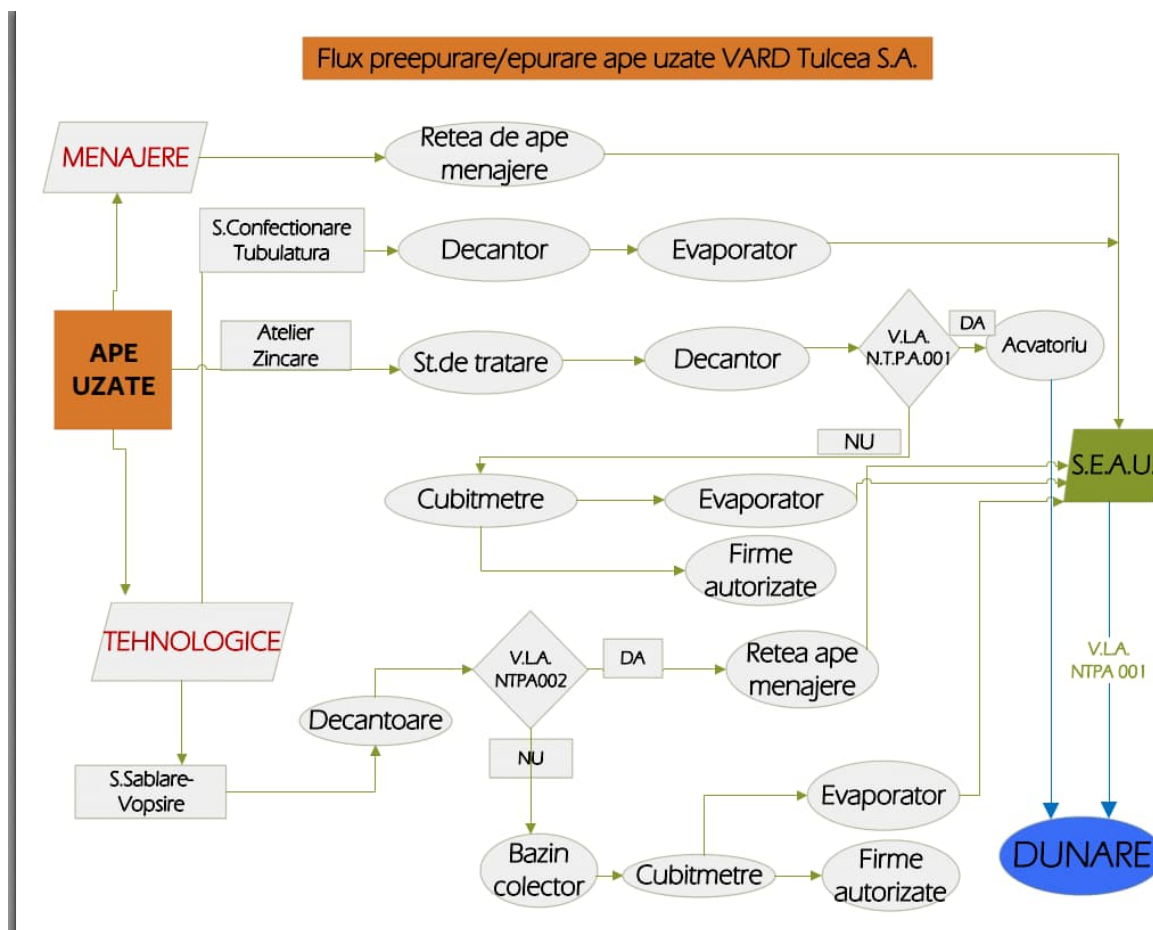 Flux preepurare/epurare ape uzate VARD Tulcea S.A.
MENAJERE
Retea de ape
menajere
S.Confectionare
Tubulatura
Decantor
Evaporator
APE
UZATE
Atelier
Zincare
St.de tratare
Decantor
V.L.A.
N.T.P.A.001
DA
Acvatoriu
NU
S.E.A.U.
Cubitmetre
Evaporator
Firme
autorizate
TEHNOLOGICE
V.L.A.
NTPA002
DA
Retea ape
menajere
V.L.A.
NTPA 001
Decantoare
NU
S.Sablare-
Vopsire
Evaporator
Bazin
colector
Cubitmetre
Firme
autorizate
DUNARE